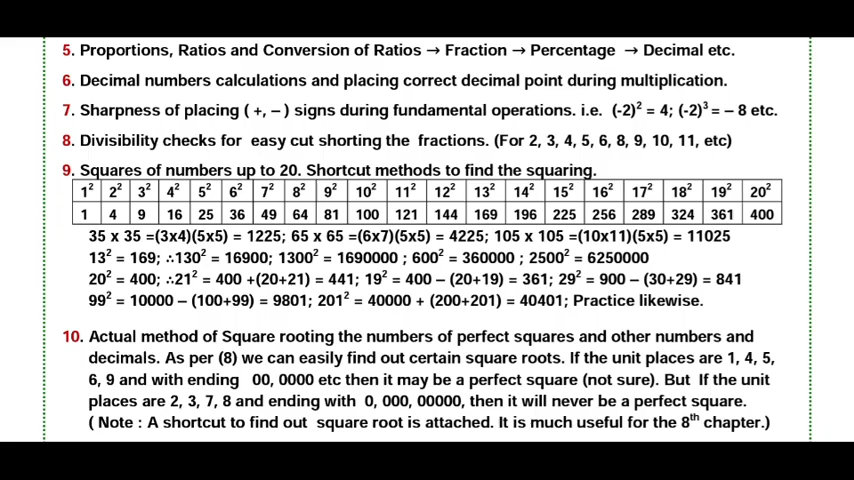 5. Proportions, Ratios and Conversion of Ratios → Fraction → Percentage → Decimal etc.
6. Decimal numbers calculations and placing correct decimal point during multiplication.
7. Sharpness of placing ( +, – ) signs during fundamental operations. i.e. (-2)² = 4; (-2)³ = – 8 etc.
8. Divisibility checks for easy cut shorting the fractions. (For 2, 3, 4, 5, 6, 8, 9, 10, 11, etc)
9. Squares of numbers up to 20. Shortcut methods to find the squaring.
1² 2² 3² 4² 5² 6² 7² 8² 9² 10² 11² 12² 13² 14² 15² 16² 17² 18² 19² 20²
1 4 9 16 25 36 49 64 81 100 121 144 169 196 225 256 289 324 361 400
35 x 35 =(3x4)(5x5) = 1225; 65 x 65 =(6x7)(5x5) = 4225; 105 x 105 =(10x11)(5x5) = 11025
13² = 169; ∴130² = 16900; 1300² = 1690000 ; 600² = 360000 ; 2500² = 6250000
20² = 400; ∴21² = 400 +(20+21) = 441; 19² = 400 – (20+19) = 361; 29² = 900 – (30+29) = 841
99² = 10000 – (100+99) = 9801; 201² = 40000 + (200+201) = 40401; Practice likewise.
10. Actual method of Square rooting the numbers of perfect squares and other numbers and
decimals. As per (8) we can easily find out certain square roots. If the unit places are 1, 4, 5,
6, 9 and with ending 00, 0000 etc then it may be a perfect square (not sure). But If the unit
places are 2, 3, 7, 8 and ending with 0, 000, 00000, then it will never be a perfect square.
( Note : A shortcut to find out square root is attached. It is much useful for the 8th chapter.)